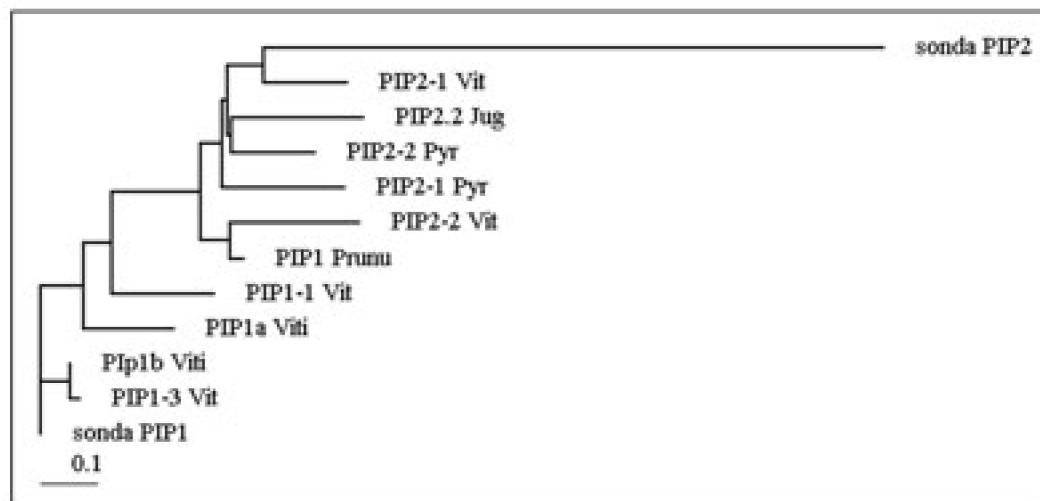 sonda PIP2
PIP2-1 Vit
PIP2.2 Jug
PIP2-2 Pyr
PIP2-1 Pyr
PIP2-2 Vit
PIP1 Prunu
PIP1-1 Vit
PIP1a Viti
PIp1b Viti
PIP1-3 Vit
sonda PIP1
0.1